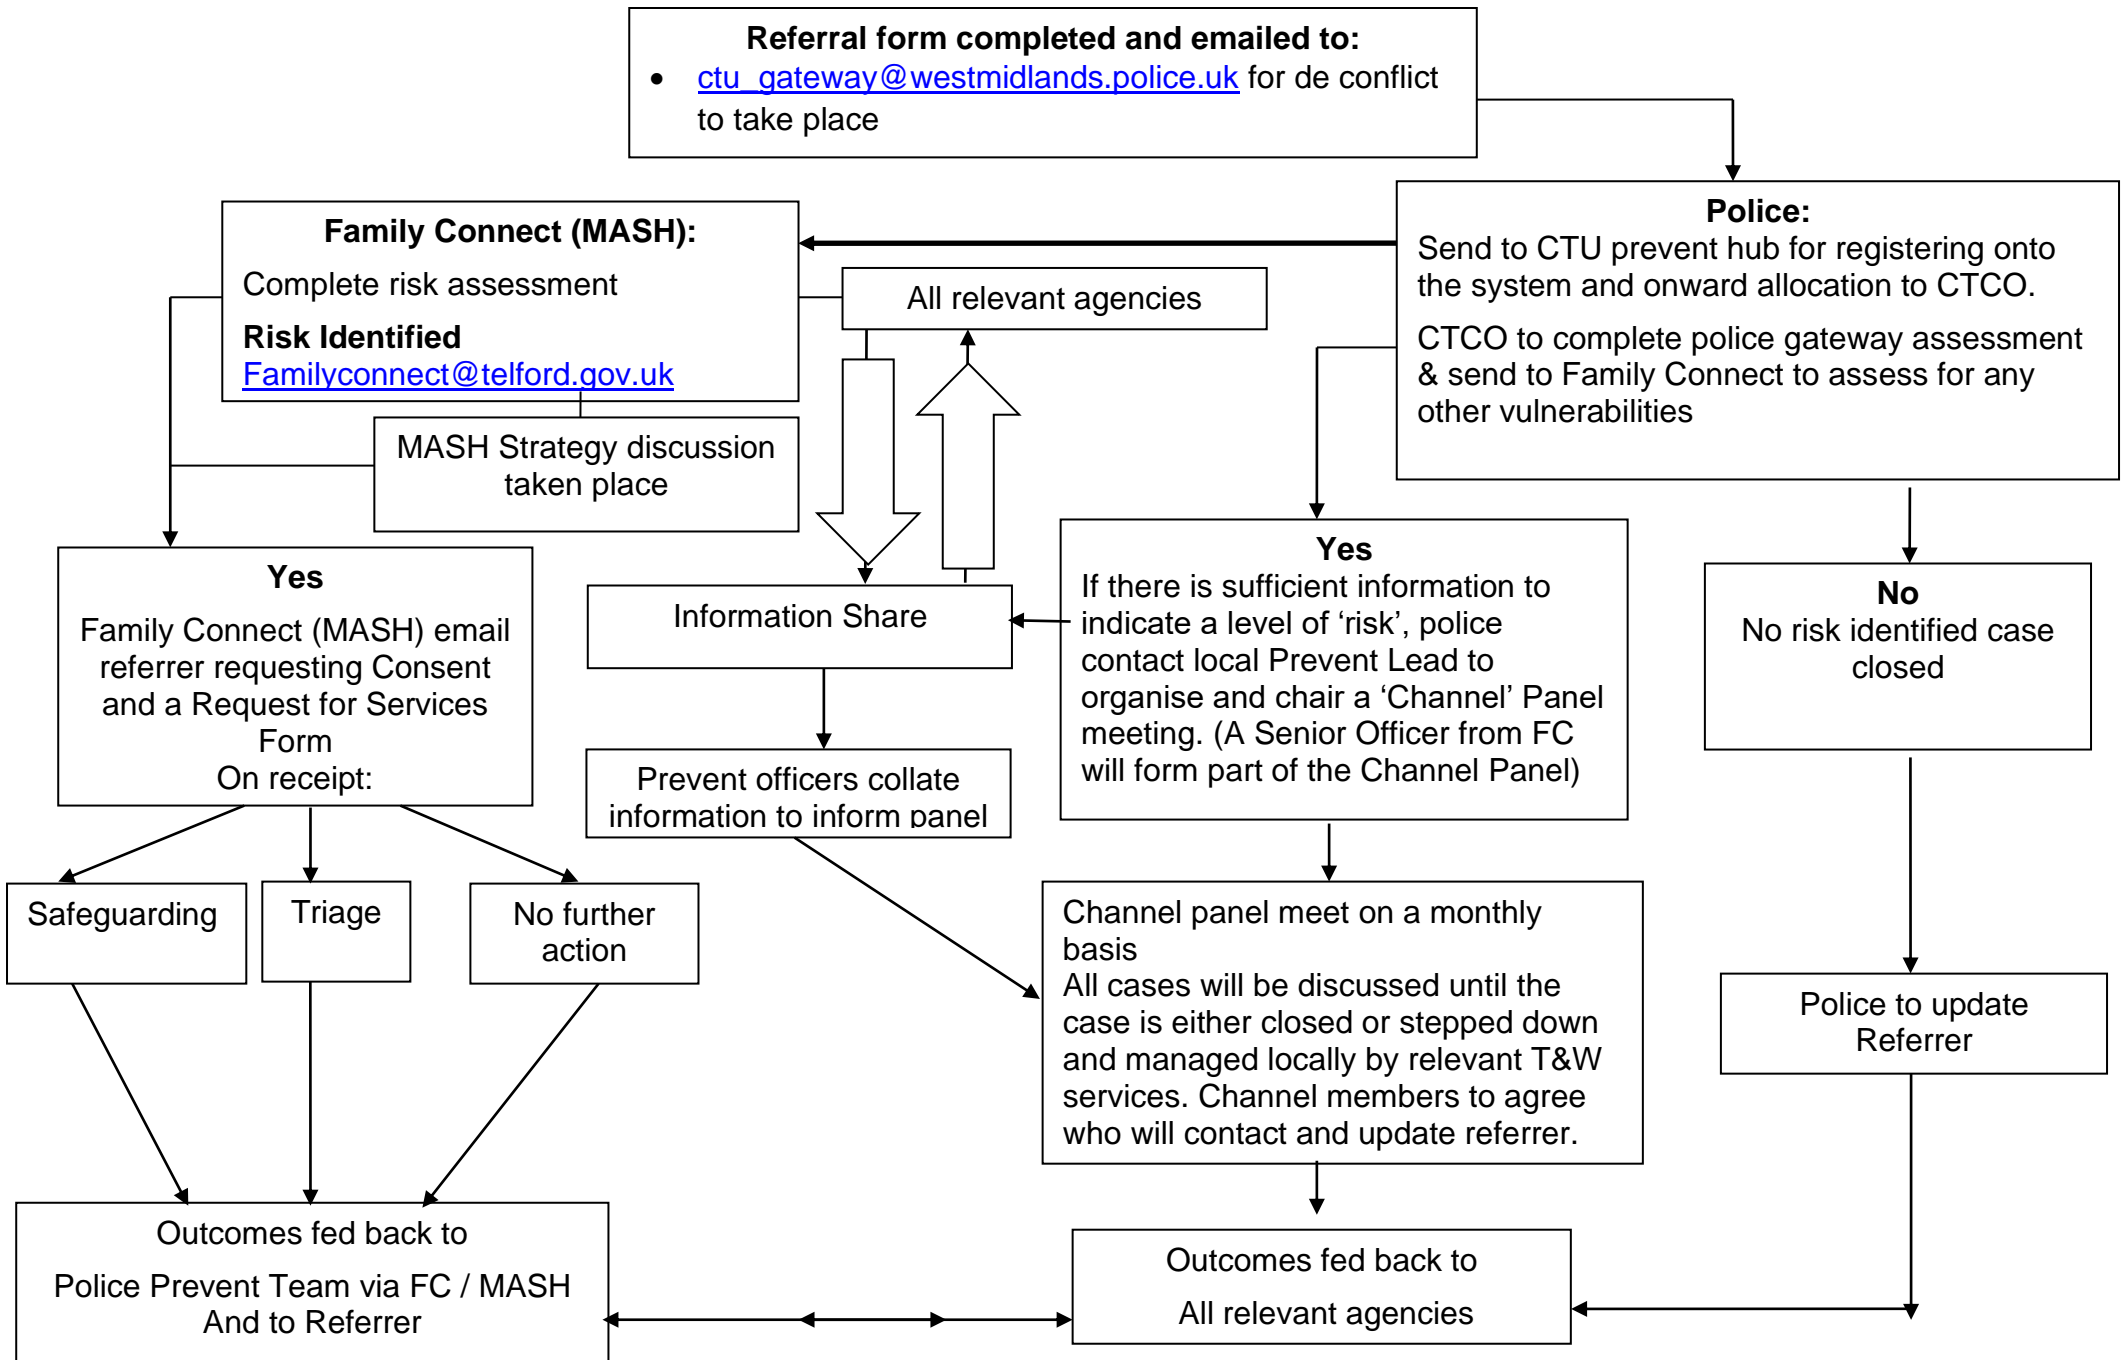 Referral form completed and emailed to:
• ctu_gateway@westmidlands.police.uk for de conflict
to take place
Family Connect (MASH):
Complete risk assessment
Risk Identified
Familyconnect@telford.gov.uk
All relevant agencies
Police:
Send to CTU prevent hub for registering onto
the system and onward allocation to CTCO.
CTCO to complete police gateway assessment
& send to Family Connect to assess for any
other vulnerabilities
MASH Strategy discussion
taken place
Yes
Family Connect (MASH) email
referrer requesting Consent
and a Request for Services
Form
On receipt:
Information Share
Yes
If there is sufficient information to
indicate a level of ‘risk’, police
contact local Prevent Lead to
organise and chair a ‘Channel’ Panel
meeting. (A Senior Officer from FC
will form part of the Channel Panel)
No
No risk identified case
closed
Prevent officers collate
information to inform panel
Safeguarding
Triage
No further
action
Channel panel meet on a monthly
basis
All cases will be discussed until the
case is either closed or stepped down
and managed locally by relevant T&W
services. Channel members to agree
who will contact and update referrer.
Police to update
Referrer
Outcomes fed back to
Police Prevent Team via FC / MASH
And to Referrer
Outcomes fed back to
All relevant agencies